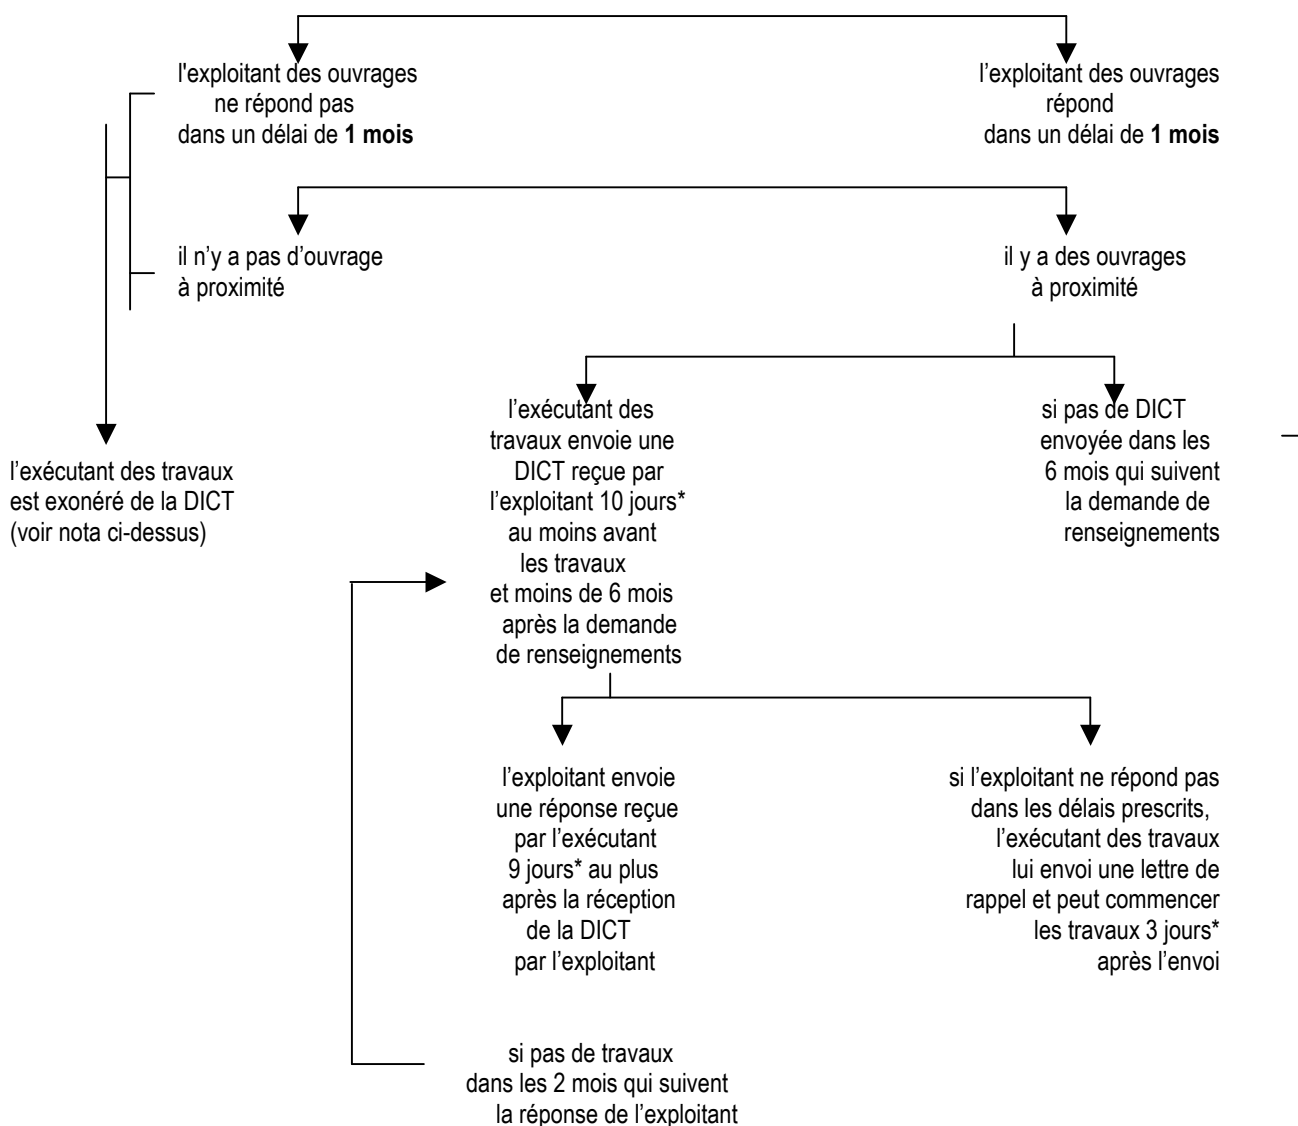 l'exploitant des ouvrages
ne répond pas
dans un délai de 1 mois
l’exploitant des ouvrages
répond
dans un délai de 1 mois
il n’y a pas d’ouvrage
à proximité
il y a des ouvrages
à proximité
l’exécutant des travaux
est exonéré de la DICT
(voir nota ci-dessus)
l’exécutant des
travaux envoie une
DICT reçue par
l’exploitant 10 jours*
au moins avant
les travaux
et moins de 6 mois
après la demande
de renseignements
si pas de DICT
envoyée dans les
6 mois qui suivent
la demande de
renseignements
l’exploitant envoie
une réponse reçue
par l’exécutant
9 jours* au plus
après la réception
de la DICT
par l’exploitant
si l’exploitant ne répond pas
dans les délais prescrits,
l’exécutant des travaux
lui envoi une lettre de
rappel et peut commencer
les travaux 3 jours*
après l’envoi
si pas de travaux
dans les 2 mois qui suivent
la réponse de l’exploitant